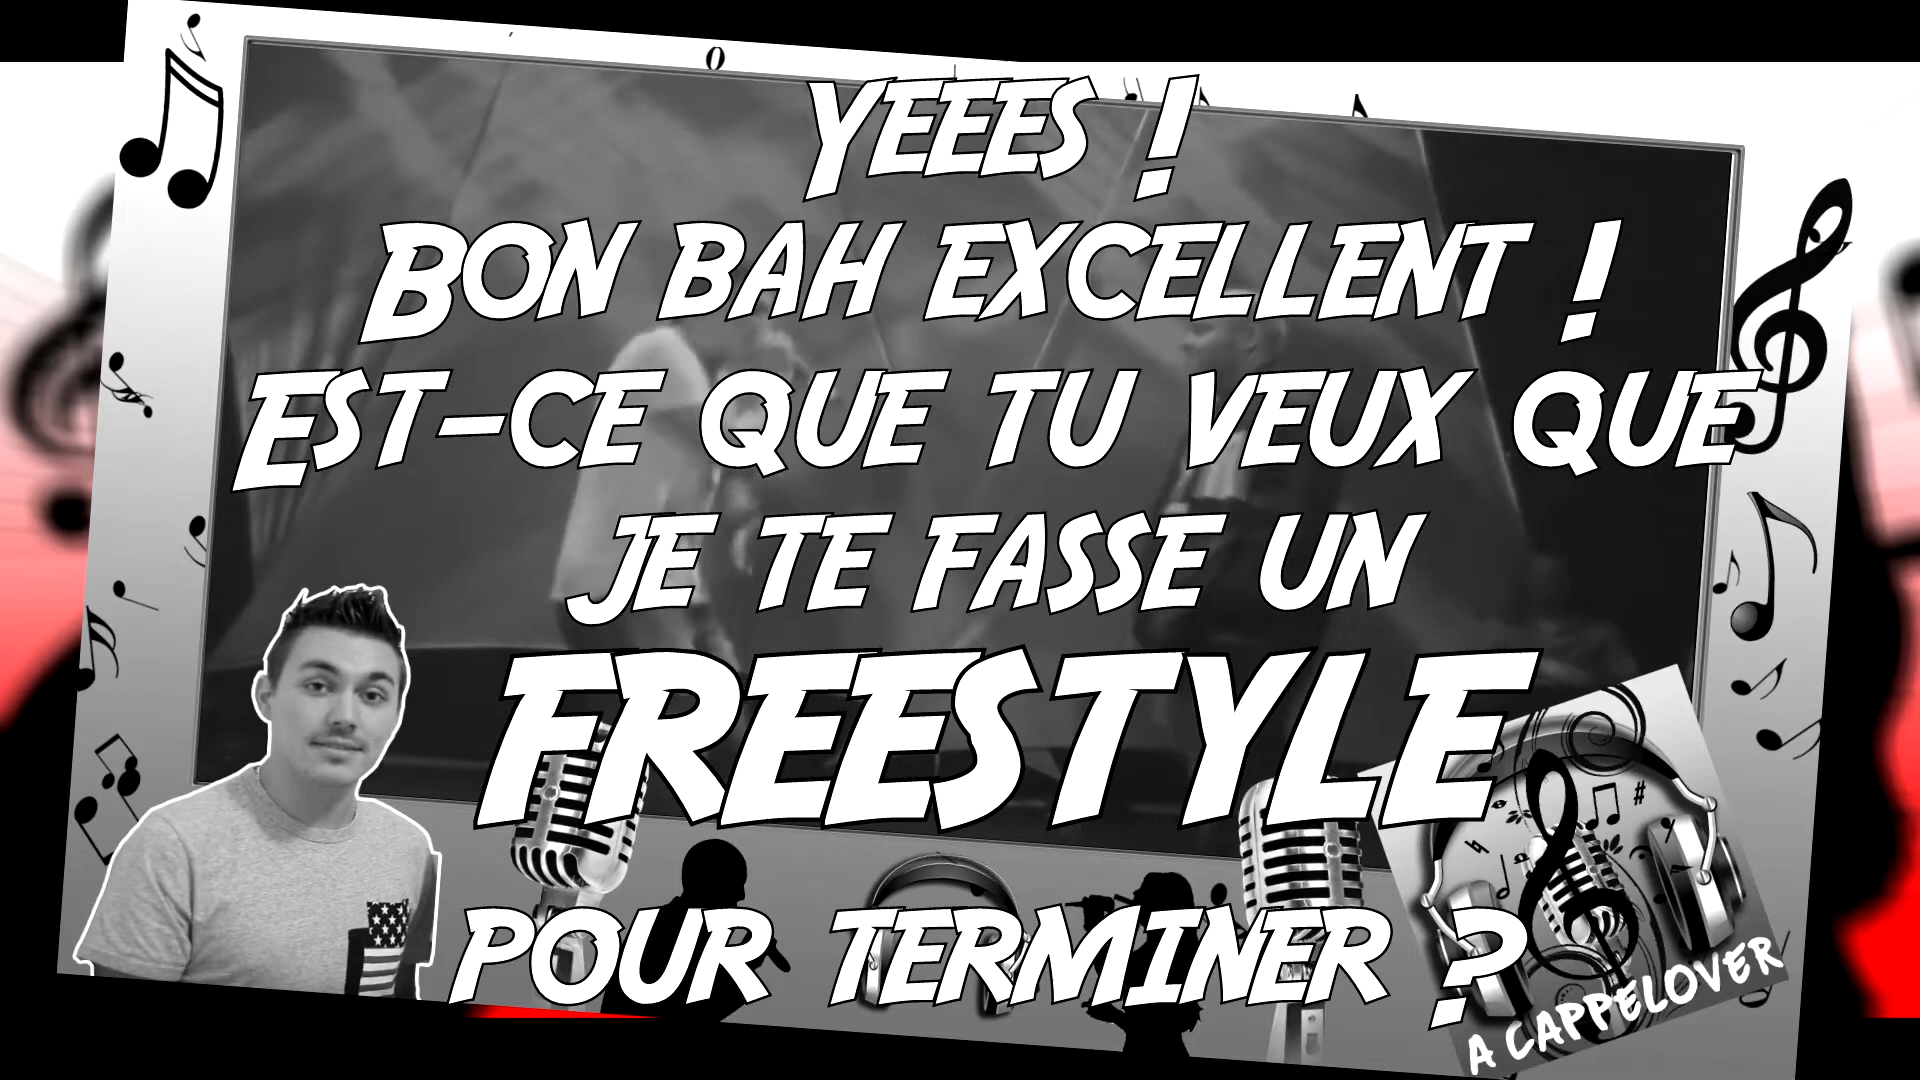 Yeees !
Bon bah excellent !
Est-ce que tu veux que
je te fasse un
FREESTYLE
pour terminer ?
A CAPPELOVER